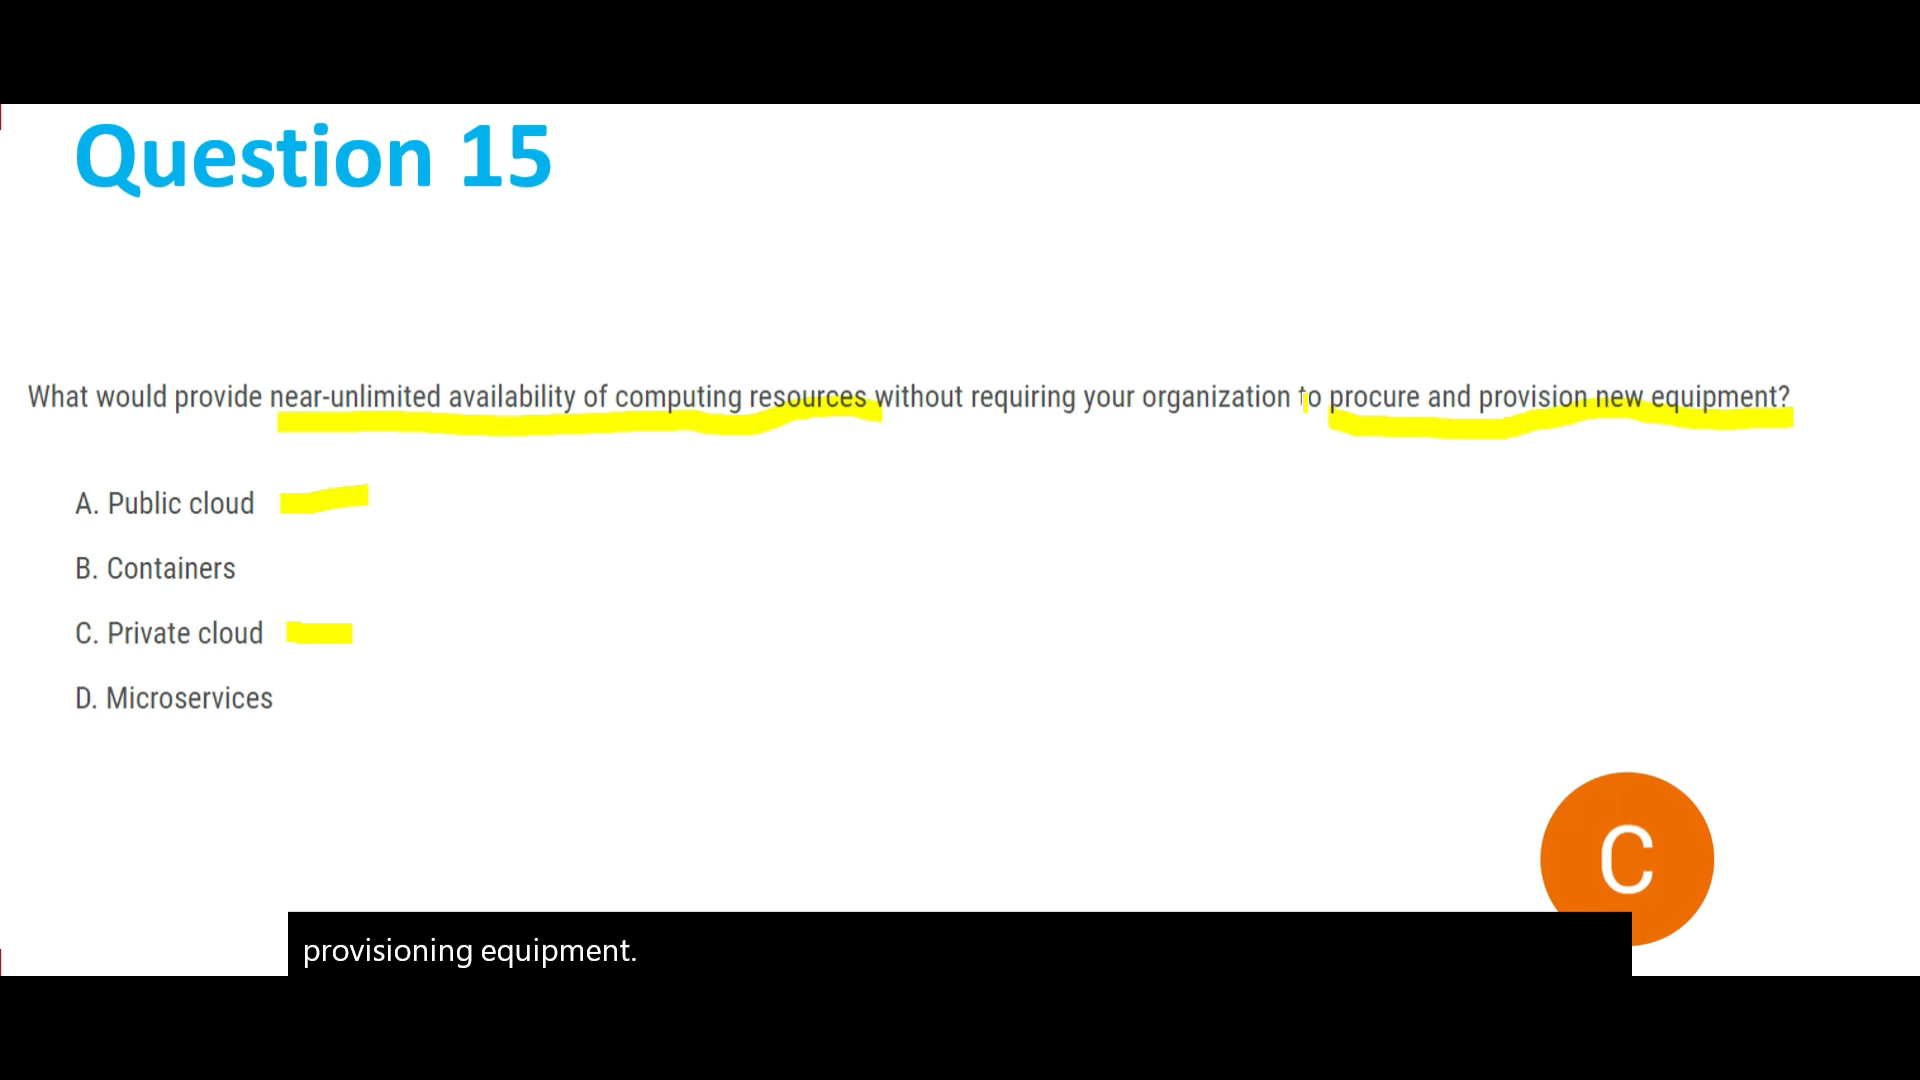 Question 15
What would provide near-unlimited availability of computing resources without requiring your organization to procure and provision new equipment?
A. Public cloud
B. Containers
C. Private cloud
D. Microservices
C
provisioning equipment.